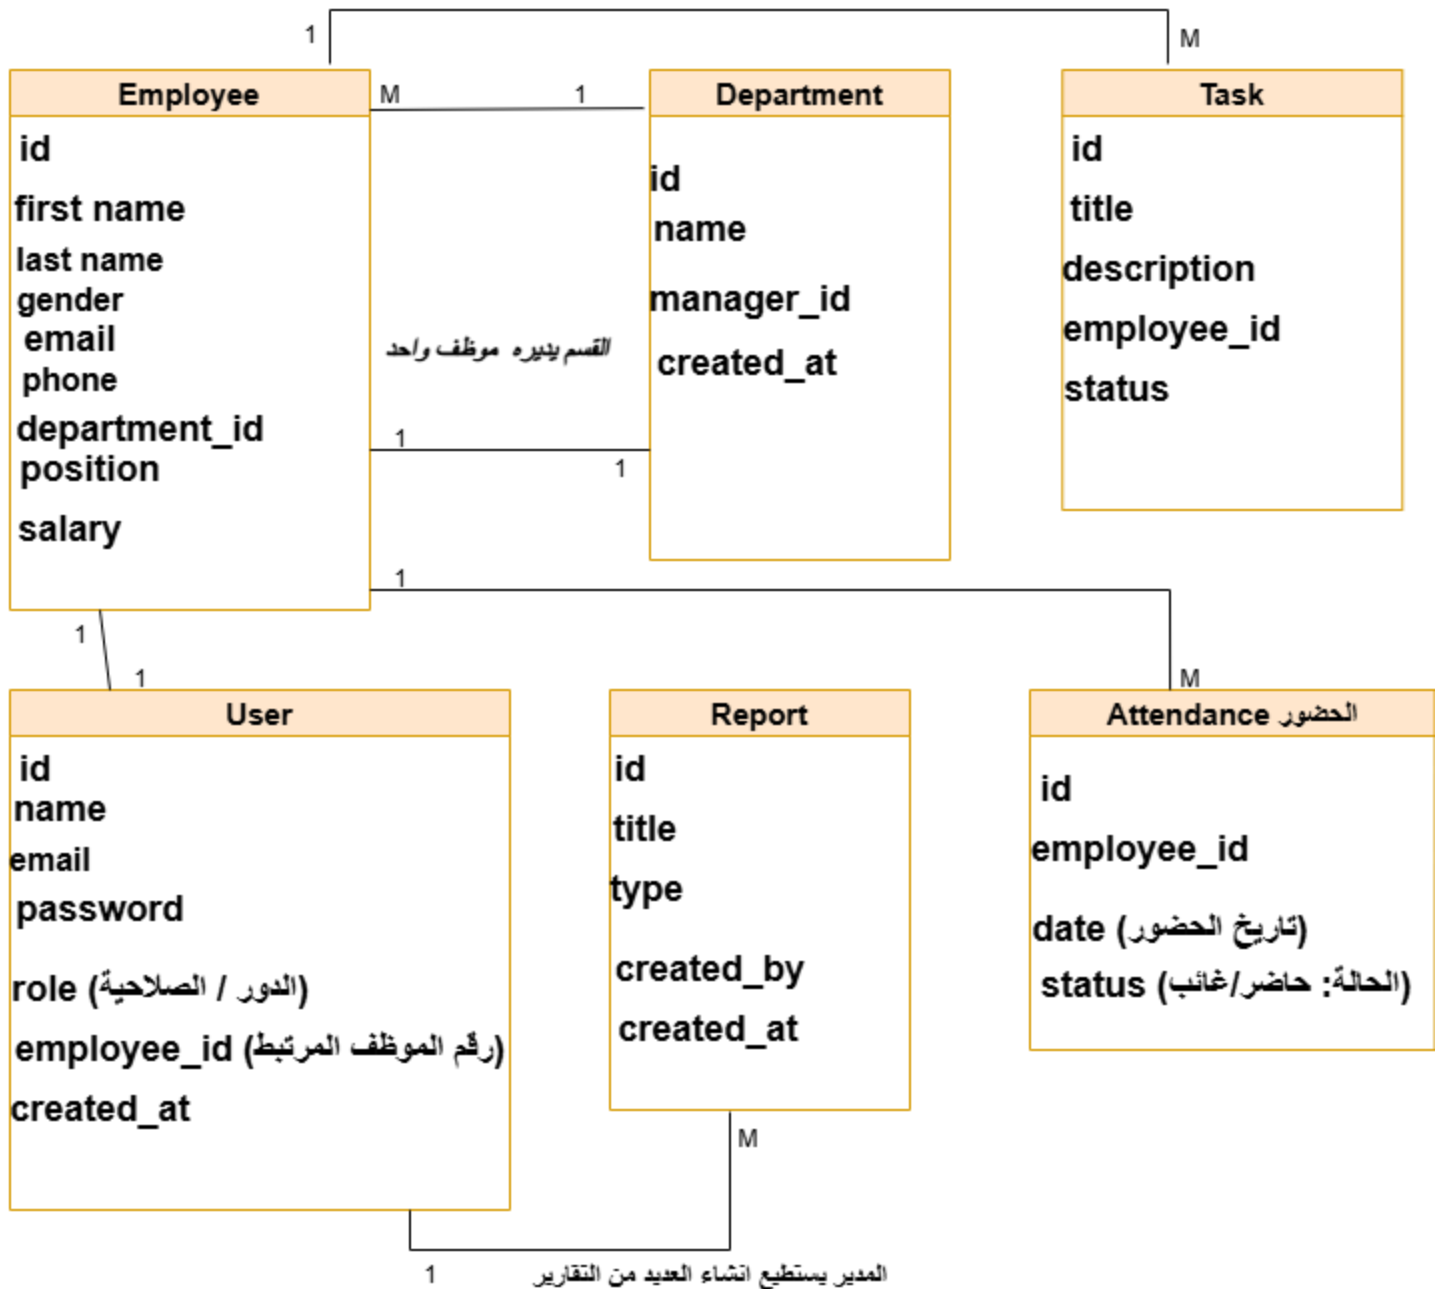 1
M
Employee
M
1
id
first name
last name
gender
email
phone
department_id
position
salary
Department
id
name
manager_id
created_at
القسم يديره موظف واحد
1
1
Task
id
title
description
employee_id
status
1
M
1
1
User
id
name
email
password
role (الدور / الصلاحية)
employee_id (رقم الموظف المرتبط)
created_at
Report
id
title
type
created_by
created_at
Attendance الحضور
id
employee_id
date (تاريخ الحضور)
status (الحالة: حاضر/غائب)
M
1
المدير يستطيع انشاء العديد من التقارير